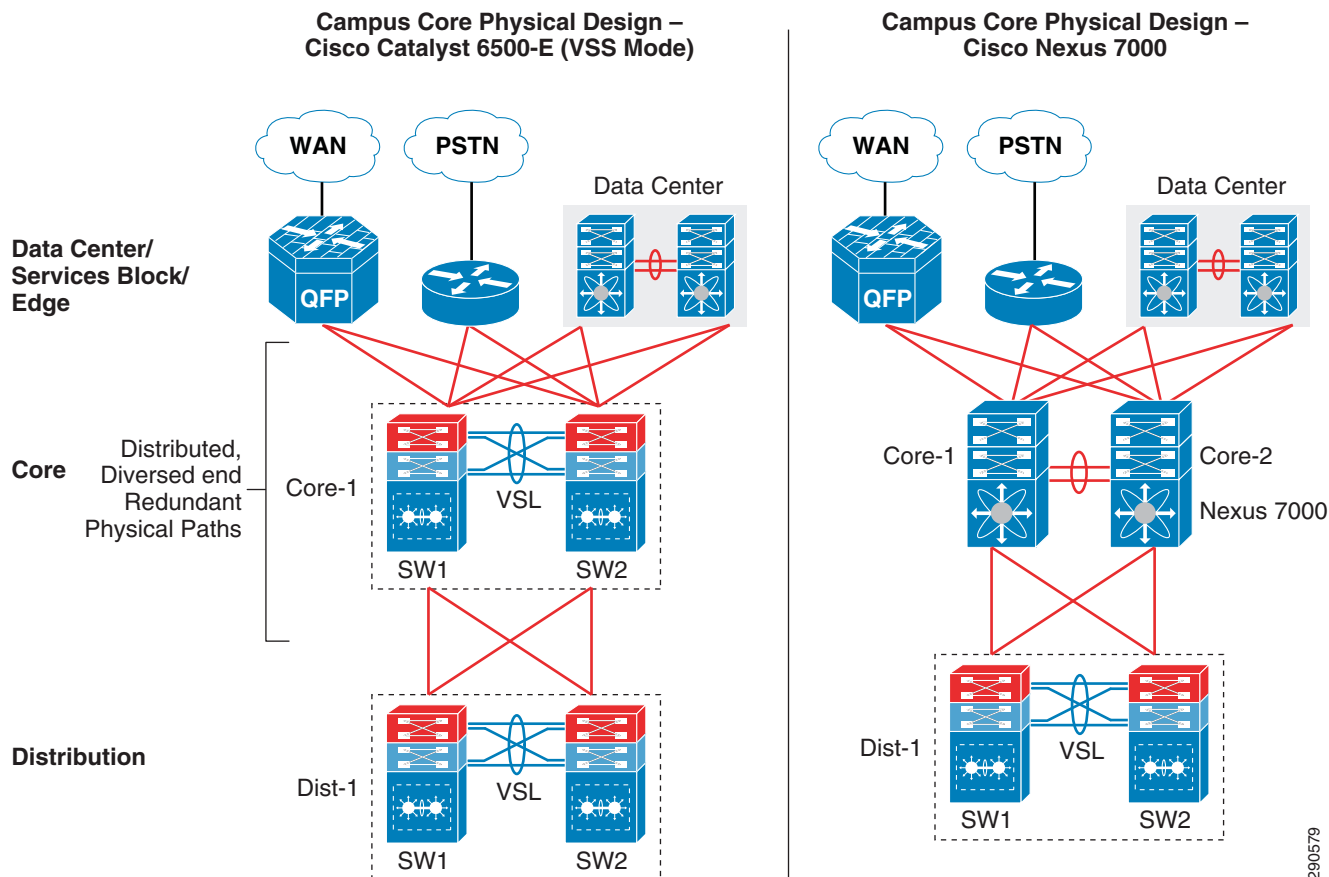 Campus Core Physical Design –
Cisco Catalyst 6500-E (VSS Mode)
WAN
PSTN
Data Center
Data Center/
Services Block/
Edge
QFP
Core
Distributed,
Diversed end
Redundant
Physical Paths
Core-1
VSL
SW1
SW2
Distribution
Dist-1
VSL
SW1
SW2
Campus Core Physical Design –
Cisco Nexus 7000
WAN
PSTN
Data Center
QFP
Core-1
Core-2
Nexus 7000
Dist-1
VSL
SW1
SW2
290579